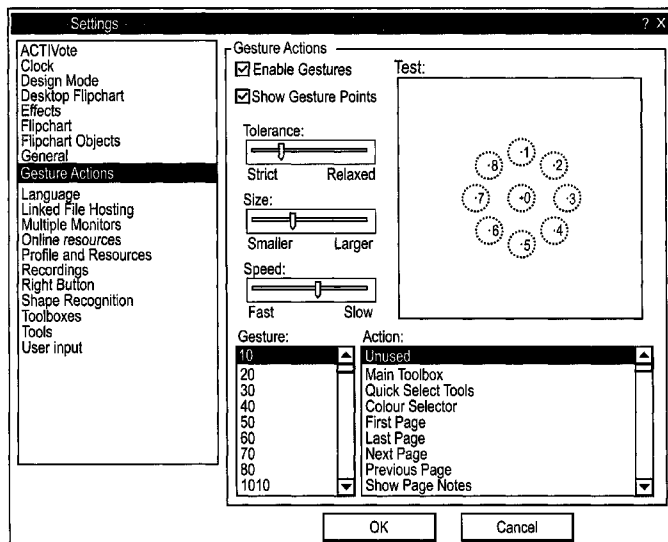 Settings
? X
ACTIVote
Clock
Design Mode
Desktop Flipchart
Effects
Flipchart
Flipchart Objects
General
Gesture Actions
Language
Linked File Hosting
Multiple Monitors
Online resources
Profile and Resources
Recordings
Right Button
Shape Recognition
Toolboxes
Tools
User input
Gesture Actions
Enable Gestures
Show Gesture Points
Tolerance:
Strict Relaxed
Size:
Smaller Larger
Speed:
Fast Slow
Test:
1
8 2
7 0 3
6 4
5
Gesture:
10
20
30
40
50
60
70
80
1010
Action:
Unused
Main Toolbox
Quick Select Tools
Colour Selector
First Page
Last Page
Next Page
Previous Page
Show Page Notes
OK Cancel